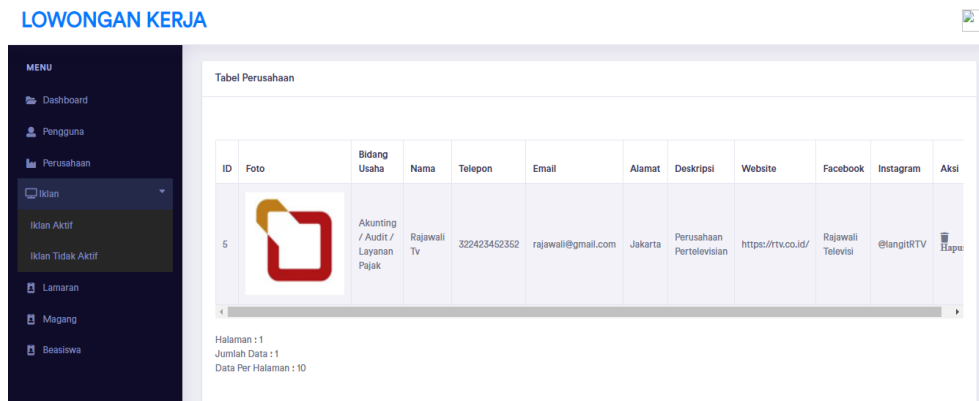 LOWONGAN KERJA
MENU
Dashboard
Pengguna
Perusahaan
Iklan
Iklan Aktif
Iklan Tidak Aktif
Lamaran
Magang
Beasiswa
Tabel Perusahaan
ID Foto Bidang Usaha Nama Telepon Email Alamat Deskripsi Website Facebook Instagram Aksi
5 Akunting / Audit / Layanan Pajak Rajawali Tv 322423452352 rajawali@gmail.com Jakarta Perusahaan Pertelevisian https://rtv.co.id/ Rajawali Televisi @langitRTV Hapu
Halaman : 1
Jumlah Data : 1
Data Per Halaman : 10